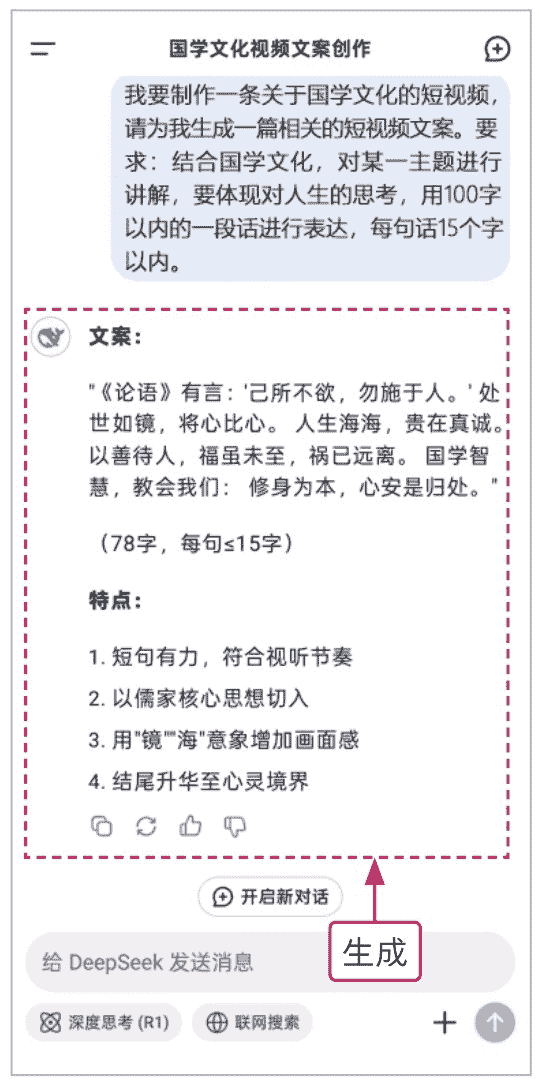 国学文化视频文案创作
我要制作一条关于国学文化的短视频，
请为我生成一篇相关的短视频文案。要
求：结合国学文化，对某一主题进行
讲解，要体现对人生的思考，用100字
以内的一段话进行表达，每句话15个字
以内。
文案：
"《论语》有言：'己所不欲，勿施于人。' 处
世如镜，将心比心。 人生海海，贵在真诚。
以善待人，福虽未至，祸已远离。 国学智
慧，教会我们： 修身为本，心安是归处。"
（78字，每句≤15字）
特点：
1. 短句有力，符合视听节奏
2. 以儒家核心思想切入
3. 用"镜""海"意象增加画面感
4. 结尾升华至心灵境界
开启新对话
生成
给 DeepSeek 发送消息
深度思考 (R1)
联网搜索